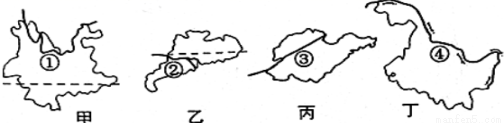 ① ② ③ ④
甲 乙 丙 丁